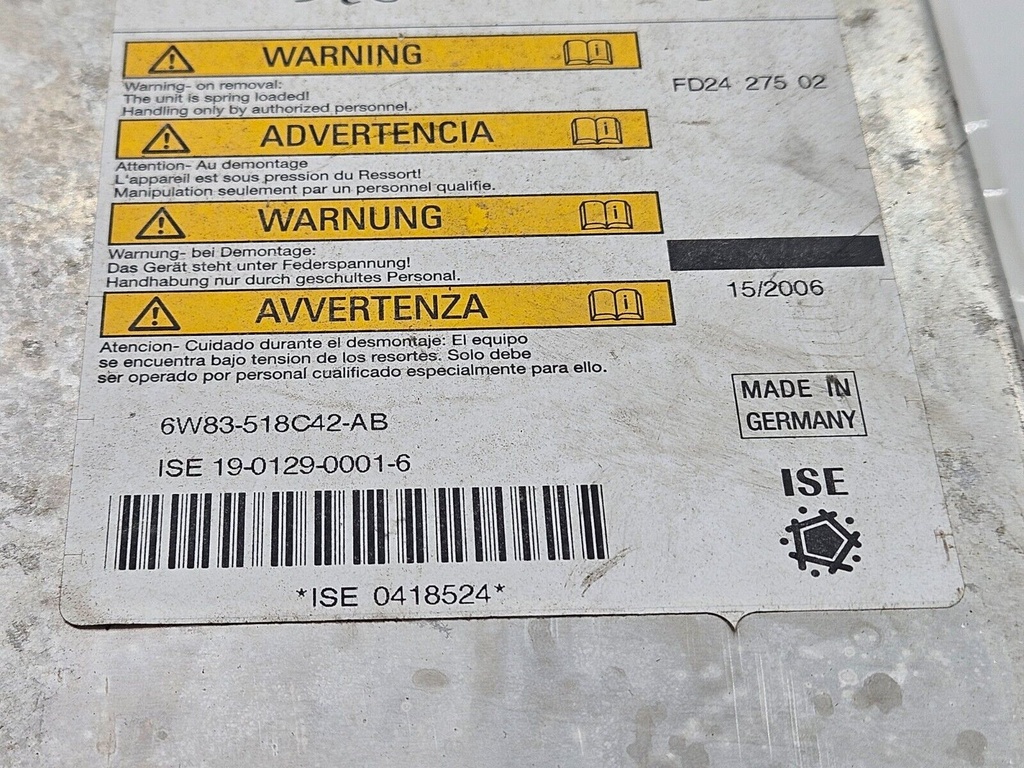 WARNING
Warning- on removal:
The unit is spring loaded!
Handling only by authorized personnel.
FD24 275 02
ADVERTENCIA
Attention- Au demontage
L'appareil est sous pression du Ressort!
Manipulation seulement par un personnel qualifie.
WARNUNG
Warnung- bei Demontage:
Das Gerät steht unter Federspannung!
Handhabung nur durch geschultes Personal.
15/2006
AVVERTENZA
Atencion- Cuidado durante el desmontaje: El equipo
se encuentra bajo tension de los resortes. Solo debe
ser operado por personal cualificado especialmente para ello.
MADE IN
GERMANY
6W83-518C42-AB
ISE 19-0129-0001-6
ISE
*ISE 0418524*